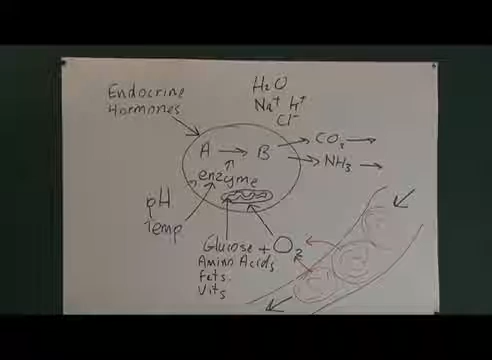 Endocrine
Hormones
H₂O
Na⁺ H⁺
Cl⁻
A → B
enzyme
CO₂
NH₃
pH
Temp
Glucose + O₂
Amino Acids
Fats
Vits